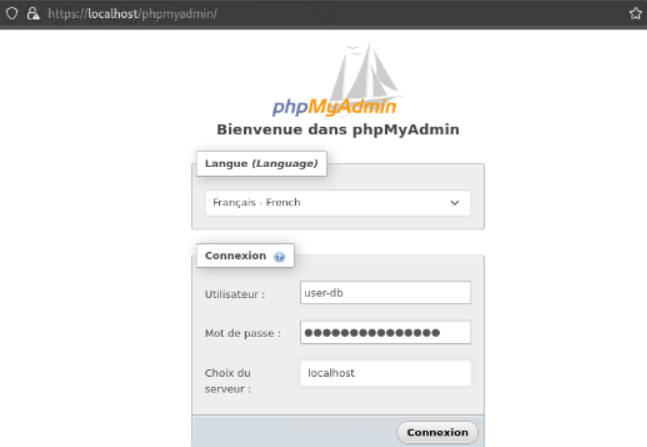 https://localhost/phpmyadmin/
phpMyAdmin
Bienvenue dans phpMyAdmin
Langue (Language)
Français - French
Connexion
Utilisateur :
user-db
Mot de passe :
●●●●●●●●●●●●●●●
Choix du
serveur :
localhost
Connexion